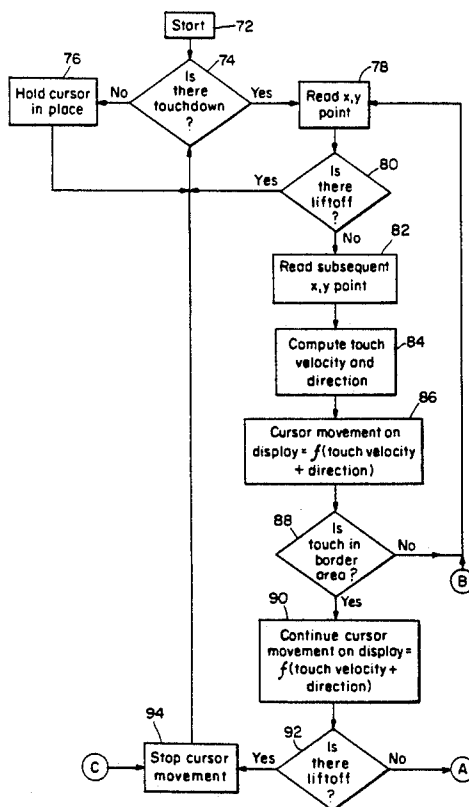 Start
72
74
76
Is
there
touchdown
?
No
Yes
Hold cursor
in place
78
Read x,y
point
80
Is
there
liftoff
?
Yes
No
82
Read subsequent
x,y point
84
Compute touch
velocity and
direction
86
Cursor movement on
display = f(touch velocity
+ direction)
88
Is
touch in
border
area?
No
B
Yes
90
Continue cursor
movement on display =
f(touch velocity+
direction)
92
Is
there
liftoff
?
Yes
No
A
94
C
Stop cursor
movement